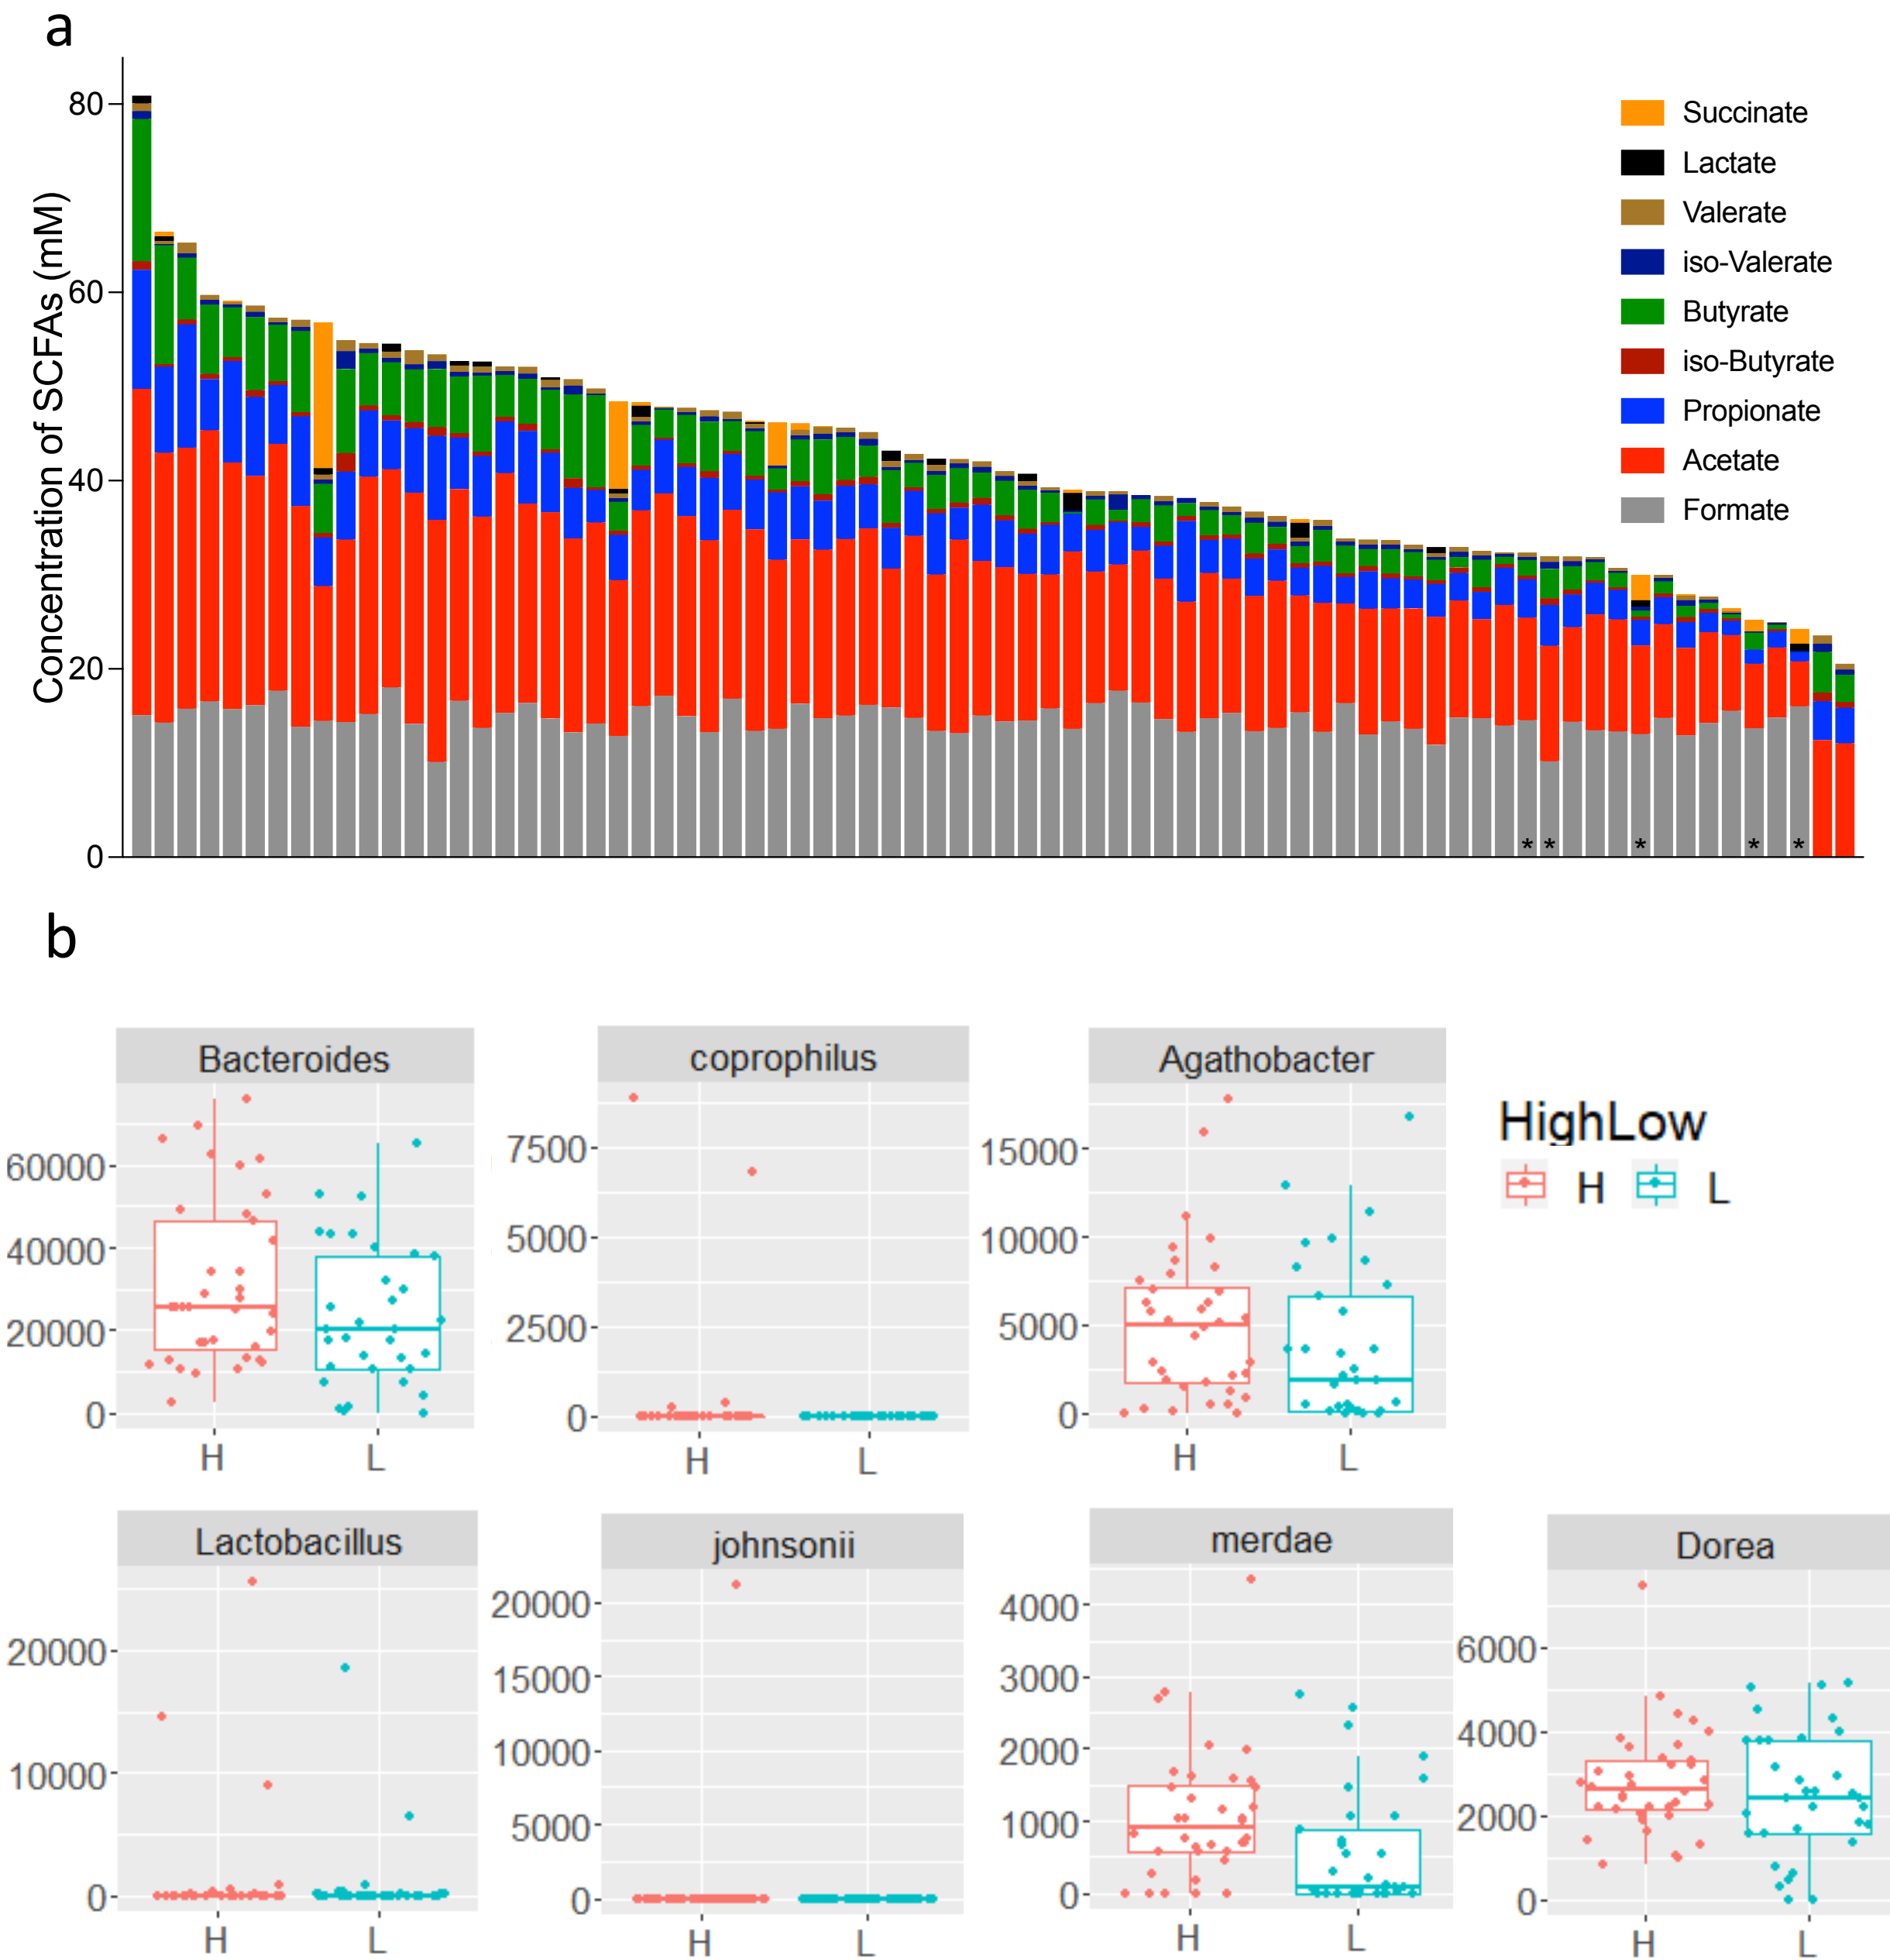 a
Concentration of SCFAs (mM)
80
60
40
20
0
Succinate
Lactate
Valerate
iso-Valerate
Butyrate
iso-Butyrate
Propionate
Acetate
Formate
* * * * *
b
Bacteroides
60000
40000
20000
0
H L
coprophilus
7500
5000
2500
0
H L
Agathobacter
15000
10000
5000
0
H L
HighLow
H L
Lactobacillus
20000
10000
0
H L
johnsonii
20000
15000
10000
5000
0
H L
merdae
4000
3000
2000
1000
0
H L
Dorea
6000
4000
2000
0
H L